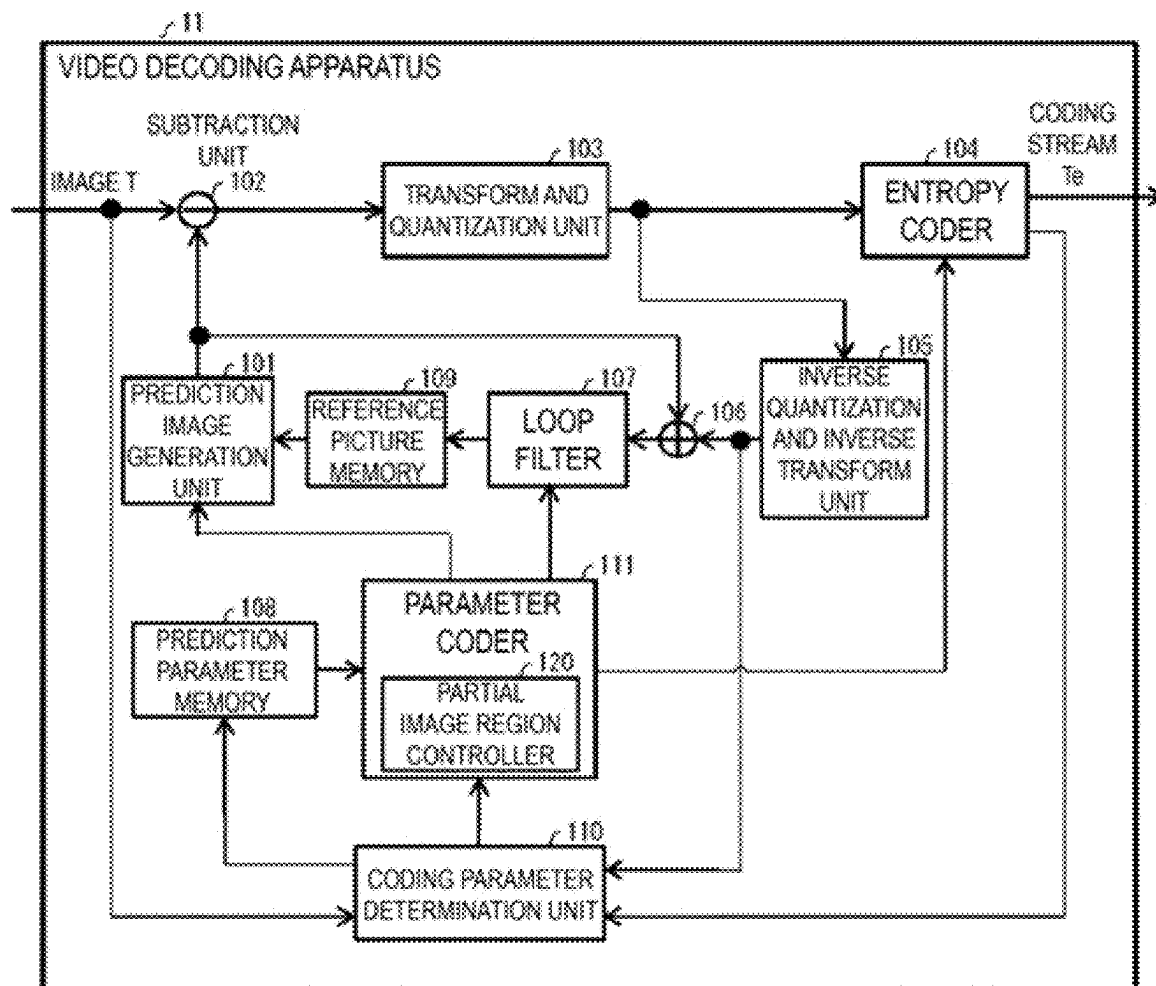 11
VIDEO DECODING APPARATUS
SUBTRACTION
UNIT
CODING
STREAM
Te
IMAGE T
102
103
TRANSFORM AND
QUANTIZATION UNIT
104
ENTROPY
CODER
101
PREDICTION
IMAGE
GENERATION
UNIT
109
REFERENCE
PICTURE
MEMORY
107
LOOP
FILTER
106
105
INVERSE
QUANTIZATION
AND INVERSE
TRANSFORM
UNIT
111
PARAMETER
CODER
108
PREDICTION
PARAMETER
MEMORY
120
PARTIAL
IMAGE REGION
CONTROLLER
110
CODING PARAMETER
DETERMINATION UNIT